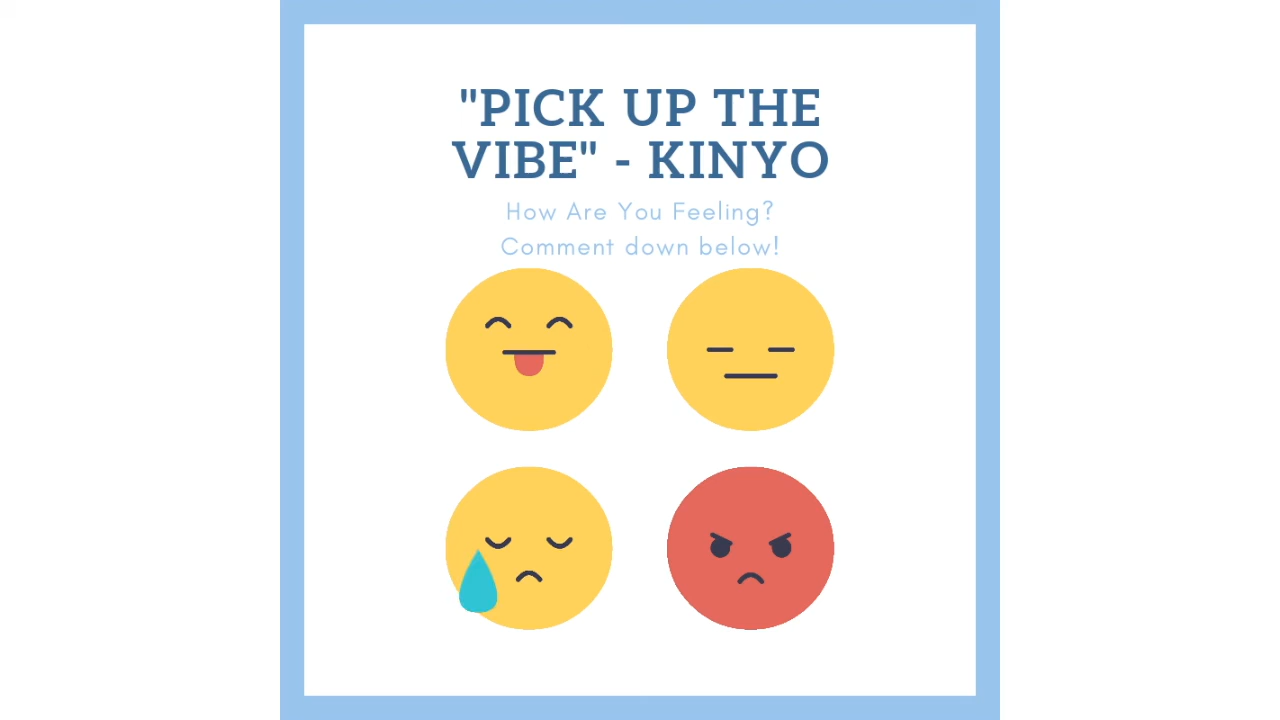 "PICK UP THE
VIBE" - KINYO
How Are You Feeling?
Comment down below!